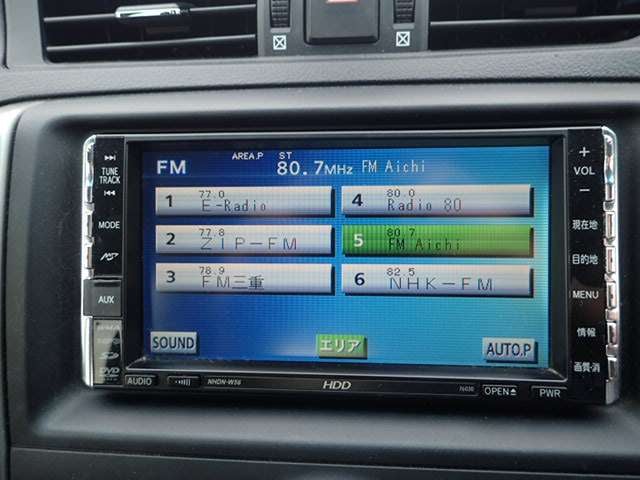 FM AREA.P ST 80.7MHz FM Aichi
1 77.0 E-Radio
2 77.8 ZIP-FM
3 78.9 FM三重
4 80.0 Radio 80
5 80.7 FM Aichi
6 82.5 NHK-FM
SOUND
エリア
AUTO.P
TUNE
TRACK
MODE
AUX
AUDIO
NHDN-W56
HDD
OPEN
PWR
+
VOL
−
現在地
目的地
MENU
情報
画質・消